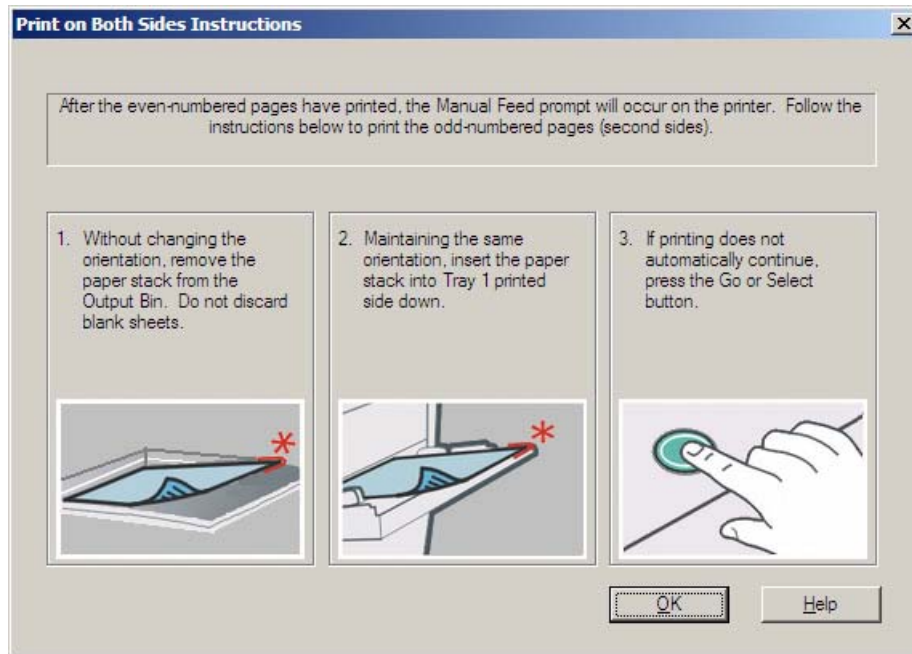 Print on Both Sides Instructions
After the even-numbered pages have printed, the Manual Feed prompt will occur on the printer.  Follow the
instructions below to print the odd-numbered pages (second sides).
1. Without changing the
orientation, remove the
paper stack from the
Output Bin.  Do not discard
blank sheets.
2. Maintaining the same
orientation, insert the paper
stack into Tray 1 printed
side down.
3. If printing does not
automatically continue,
press the Go or Select
button.
OK
Help